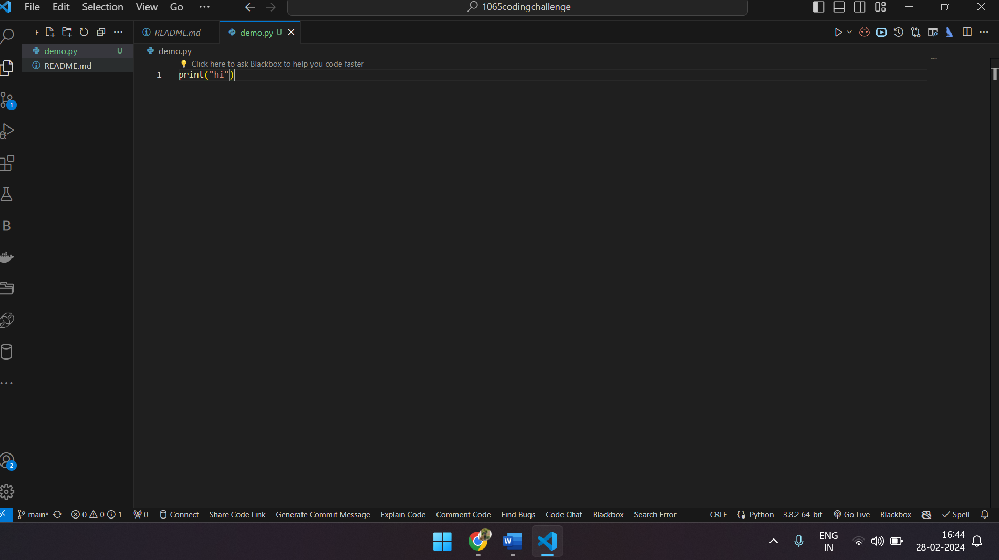 File Edit Selection View Go ···
1065codingchallenge
E
README.md
demo.py U
demo.py U
README.md
demo.py
Click here to ask Blackbox to help you code faster
1 print("hi")
1
B
2
main* 0 0 1 0 Connect Share Code Link Generate Commit Message Explain Code Comment Code Find Bugs Code Chat Blackbox Search Error CRLF Python 3.8.2 64-bit Go Live Blackbox Spell
W
ENG
IN
16:44
28-02-2024